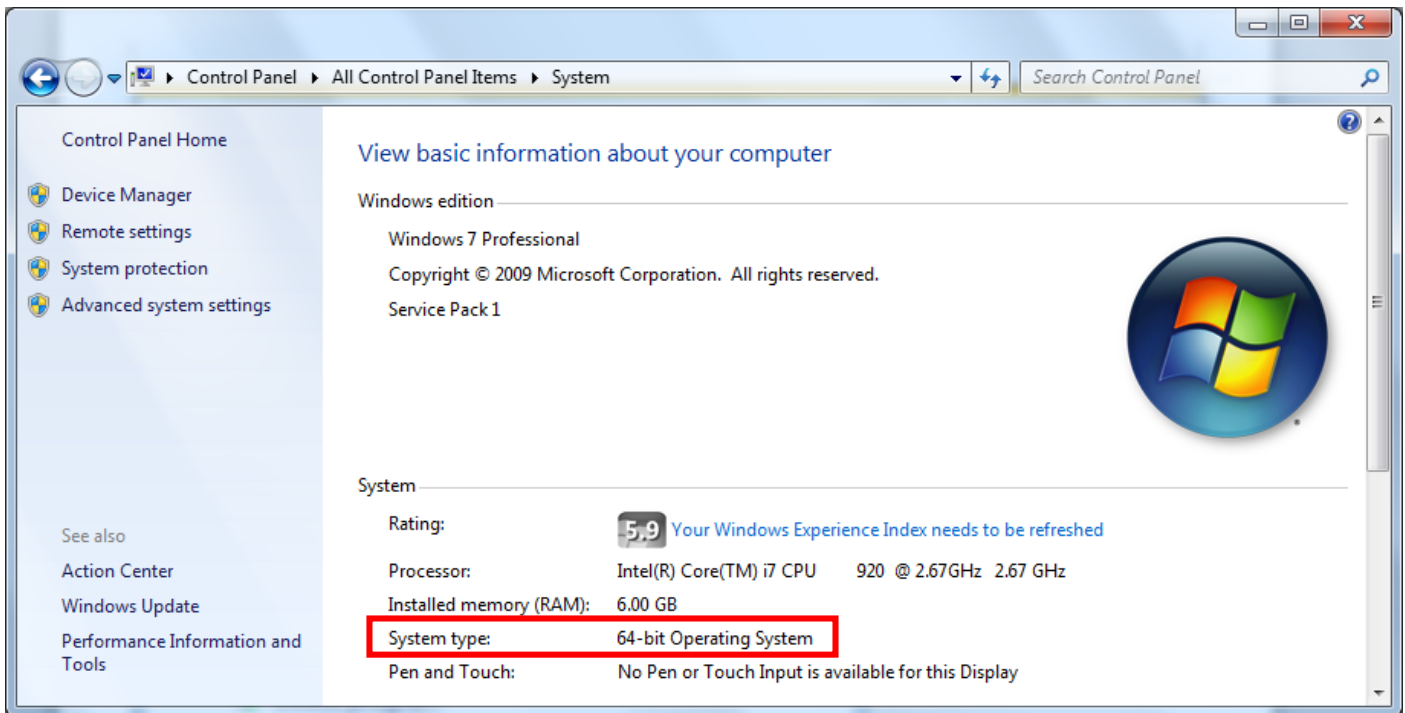 Control Panel ▸ All Control Panel Items ▸ System
Search Control Panel
Control Panel Home
Device Manager
Remote settings
System protection
Advanced system settings
See also
Action Center
Windows Update
Performance Information and
Tools
View basic information about your computer
Windows edition
Windows 7 Professional
Copyright © 2009 Microsoft Corporation.  All rights reserved.
Service Pack 1
System
Rating: 5,9 Your Windows Experience Index needs to be refreshed
Processor: Intel(R) Core(TM) i7 CPU 920 @ 2.67GHz 2.67 GHz
Installed memory (RAM): 6.00 GB
System type: 64-bit Operating System
Pen and Touch: No Pen or Touch Input is available for this Display